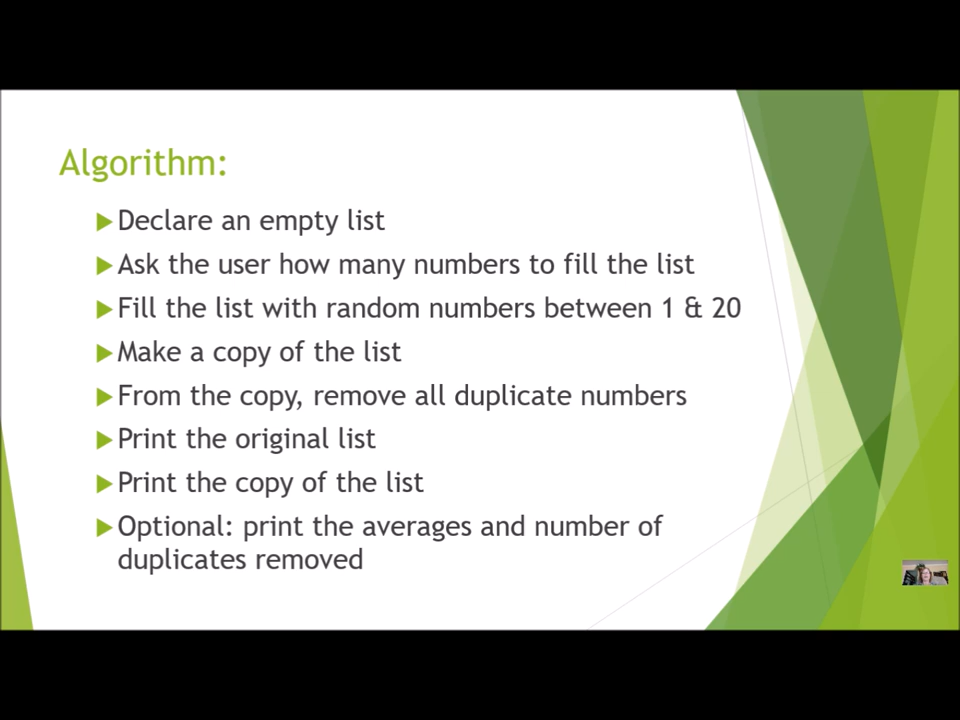 Algorithm:
Declare an empty list
Ask the user how many numbers to fill the list
Fill the list with random numbers between 1 & 20
Make a copy of the list
From the copy, remove all duplicate numbers
Print the original list
Print the copy of the list
Optional: print the averages and number of
duplicates removed